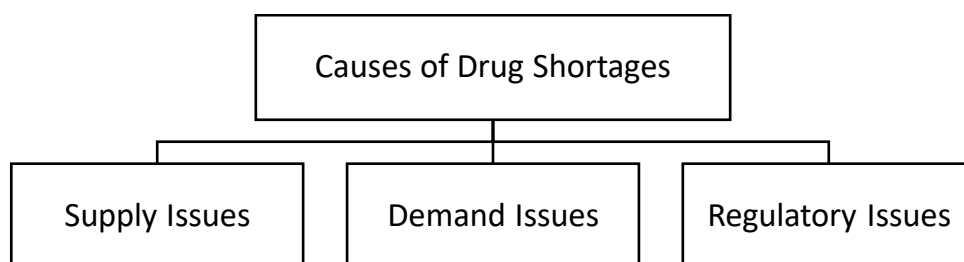 Causes of Drug Shortages
Supply Issues
Demand Issues
Regulatory Issues